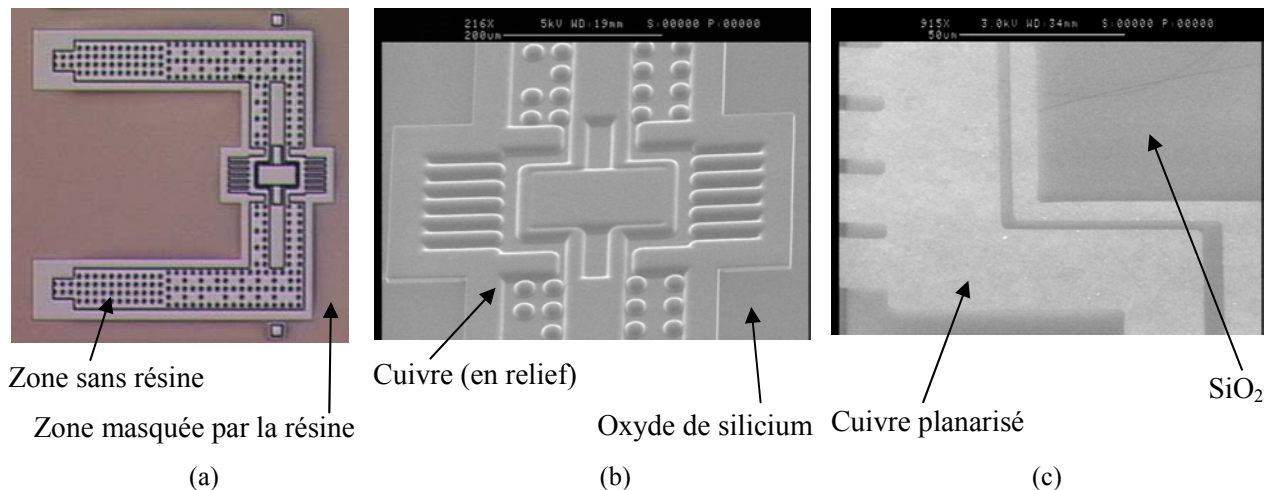 216X 5kV WD:19mm S:00000 P:00000
200um
915X 3.0kV WD:34mm S:00000 P:00000
50um
Zone sans résine
Zone masquée par la résine
Cuivre (en relief)
Oxyde de silicium
Cuivre planarisé
SiO₂
(a)
(b)
(c)